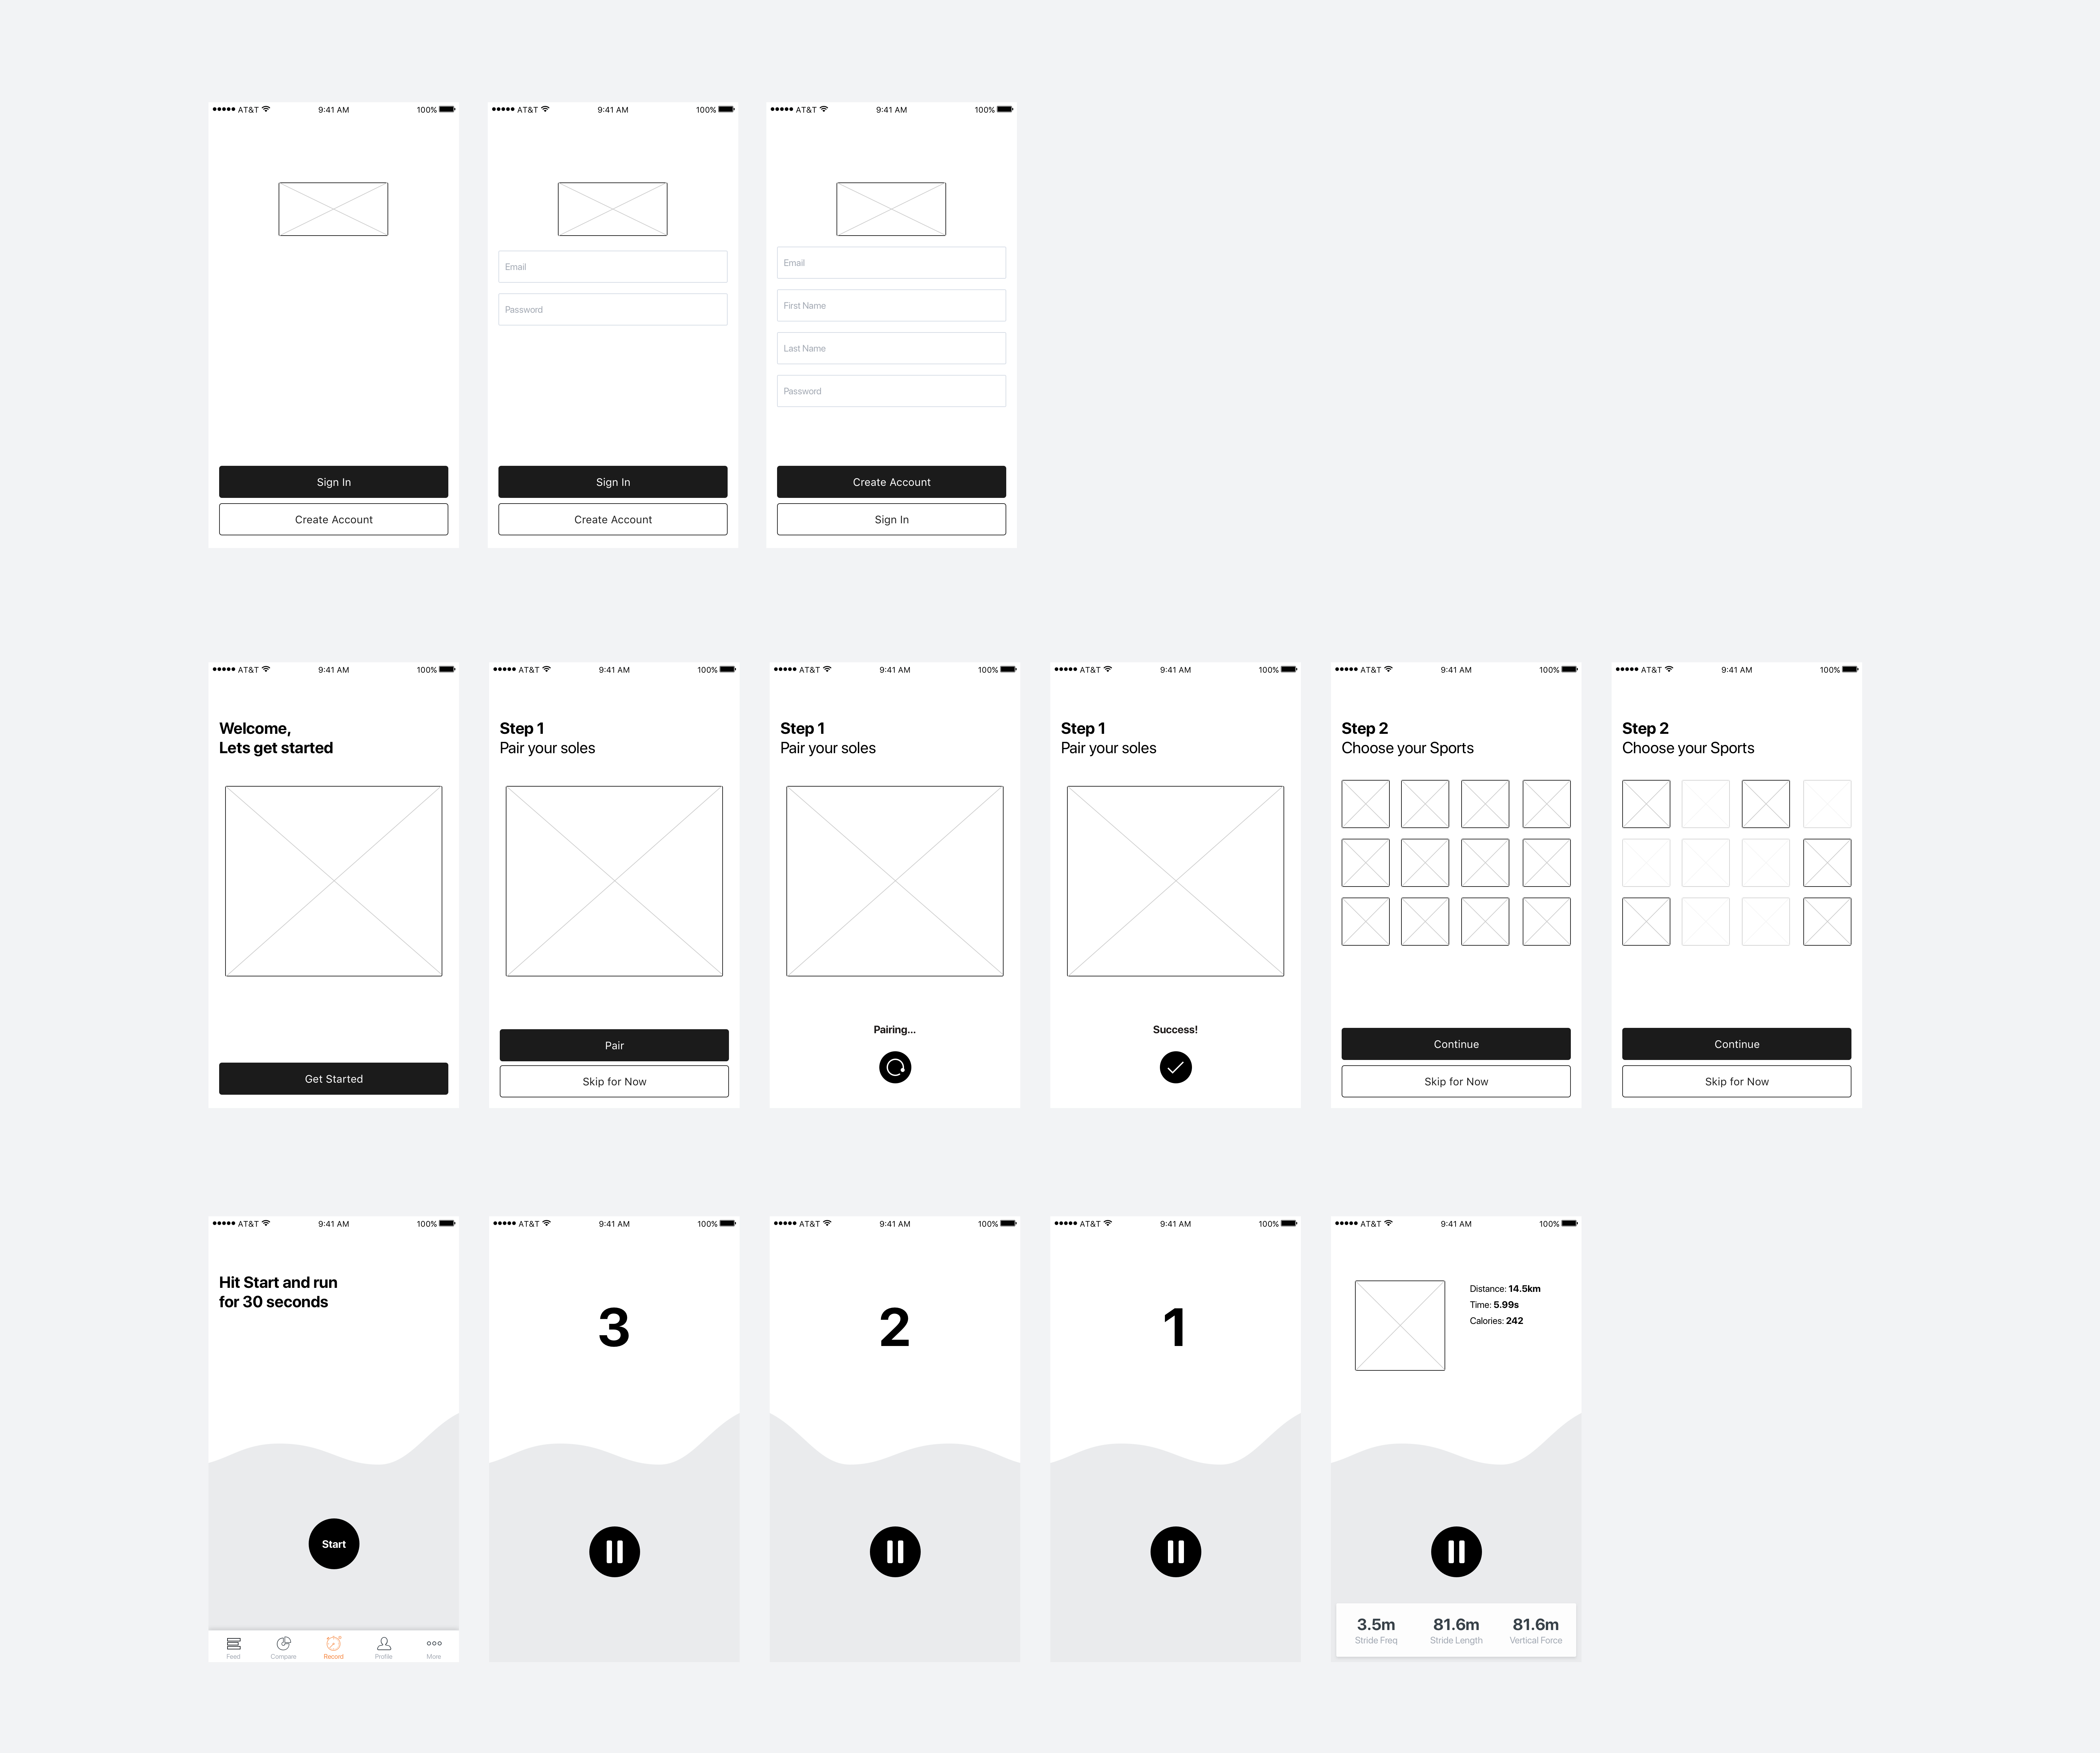 AT&T 9:41 AM 100%
Sign In
Create Account
AT&T 9:41 AM 100%
Email
Password
Sign In
Create Account
AT&T 9:41 AM 100%
Email
First Name
Last Name
Password
Create Account
Sign In
AT&T 9:41 AM 100%
Welcome,
Lets get started
Get Started
AT&T 9:41 AM 100%
Step 1
Pair your soles
Pair
Skip for Now
AT&T 9:41 AM 100%
Step 1
Pair your soles
Pairing...
AT&T 9:41 AM 100%
Step 1
Pair your soles
Success!
AT&T 9:41 AM 100%
Step 2
Choose your Sports
Continue
Skip for Now
AT&T 9:41 AM 100%
Step 2
Choose your Sports
Continue
Skip for Now
AT&T 9:41 AM 100%
Hit Start and run
for 30 seconds
Start
Feed Compare Record Profile More
AT&T 9:41 AM 100%
3
AT&T 9:41 AM 100%
2
AT&T 9:41 AM 100%
1
AT&T 9:41 AM 100%
Distance: 14.5km
Time: 5.99s
Calories: 242
3.5m 81.6m 81.6m
Stride Freq Stride Length Vertical Force